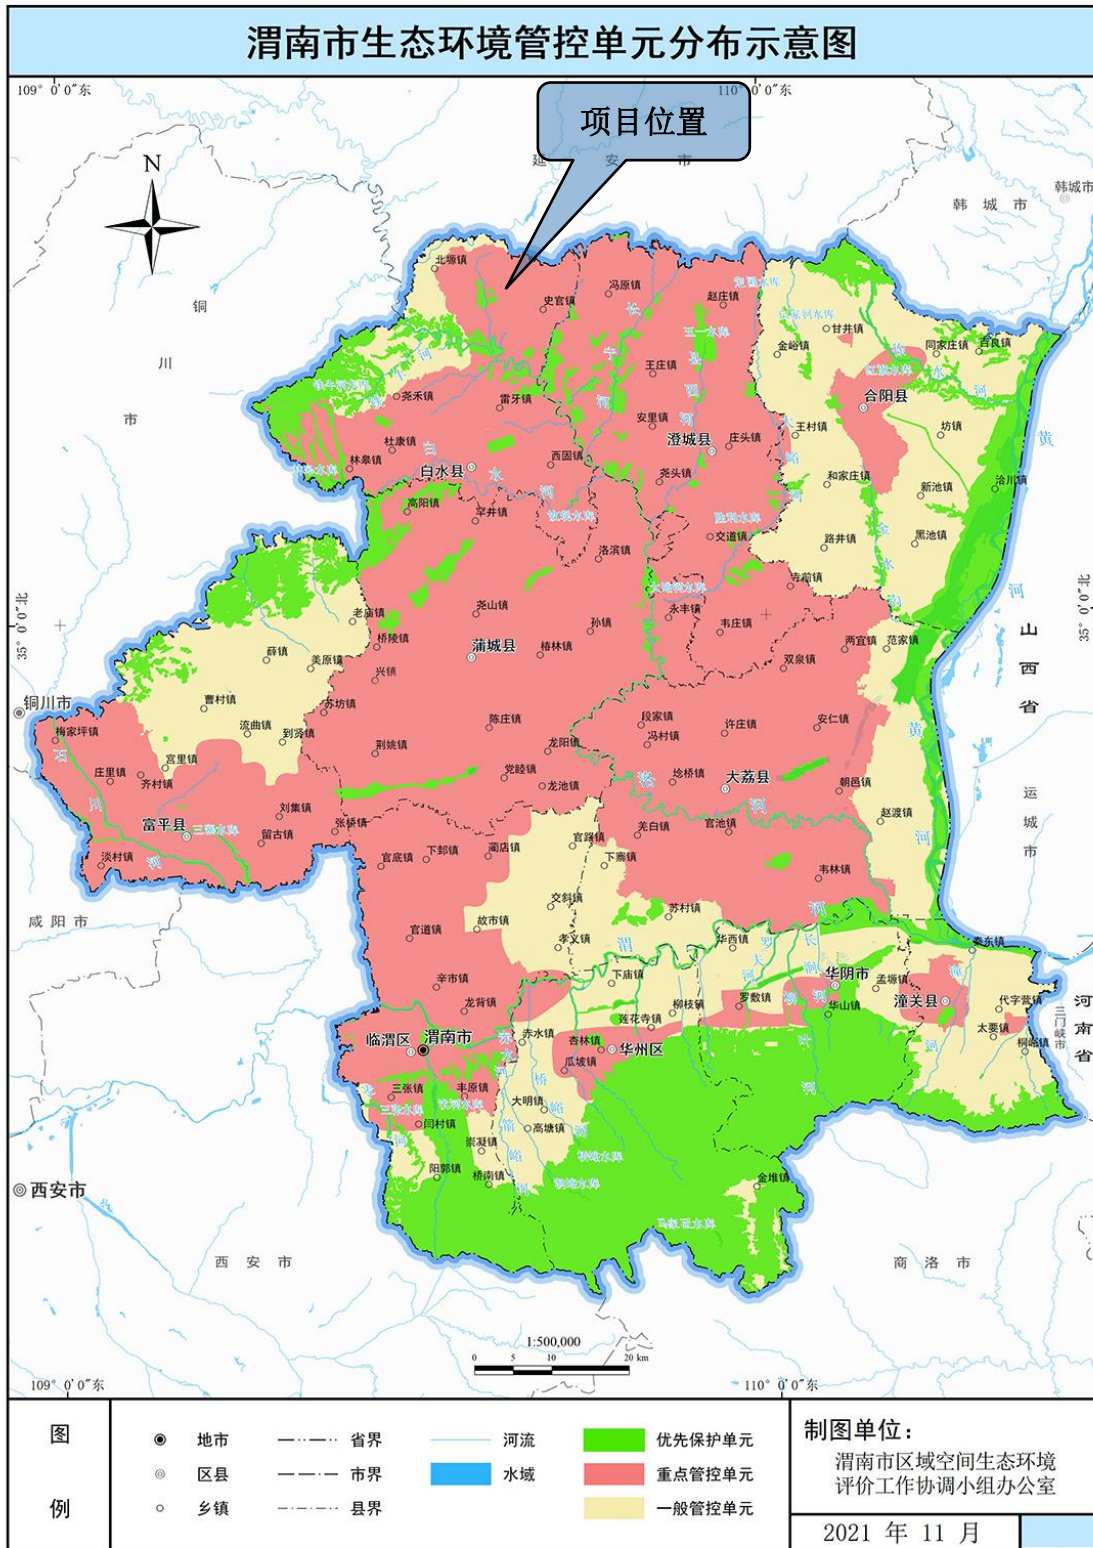 渭南市生态环境管控单元分布示意图
109° 0′0″东
110° 0′0″东
项目位置
延 安 市
N
韩城市
韩 城 市
铜 川 市
北塬镇
史官镇
冯原镇
赵庄镇
甘井镇
金峪镇
同家庄镇
百良镇
王庄镇
尧禾镇
雷牙镇
合阳县
安里镇
澄城县
庄头镇
王村镇
坊镇
杜康镇
林皋镇
白水县
西固镇
尧头镇
和家庄镇
新池镇
洽川镇
高阳镇
罕井镇
洛滨镇
交道镇
路井镇
黑池镇
寺前镇
35° 0′0″北
35° 0′0″北
老庙镇
尧山镇
孙镇
永丰镇
韦庄镇
两宜镇
范家镇
桥陵镇
蒲城县
椿林镇
双泉镇
薛镇
美原镇
兴镇
山西省
铜川市
曹村镇
苏坊镇
流曲镇
到贤镇
陈庄镇
段家镇
许庄镇
安仁镇
冯村镇
梅家坪镇
荆姚镇
龙阳镇
宫里镇
庄里镇
齐村镇
党睦镇
龙池镇
埝桥镇
大荔县
朝邑镇
运城市
刘集镇
张桥镇
富平县
留古镇
赵渡镇
羌白镇
官池镇
官路镇
淡村镇
官底镇
下邽镇
蔺店镇
下寨镇
韦林镇
咸阳市
交斜镇
故市镇
苏村镇
官道镇
孝义镇
华西镇
秦东镇
辛市镇
下庙镇
华阴市
孟塬镇
龙背镇
柳枝镇
罗敷镇
华山镇
潼关县
代字营镇
河南省
三门峡市
莲花寺镇
太要镇
桐峪镇
临渭区
渭南市
赤水镇
杏林镇
华州区
瓜坡镇
三张镇
丰原镇
大明镇
闫村镇
高塘镇
崇凝镇
阳郭镇
桥南镇
金堆镇
西安市
西 安 市
商 洛 市
1:500,000
0 5 10 20 km
109° 0′0″东
110° 0′0″东
图例
地市
区县
乡镇
省界
市界
县界
河流
水域
优先保护单元
重点管控单元
一般管控单元
制图单位：
渭南市区域空间生态环境
评价工作协调小组办公室
2021 年 11 月